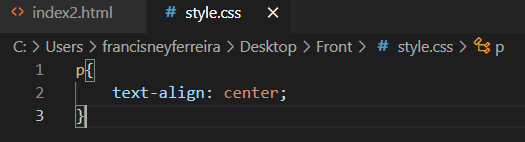 index2.html # style.css ×
C: > Users > francisneyferreira > Desktop > Front > # style.css > p
1 p{
2 text-align: center;
3 }